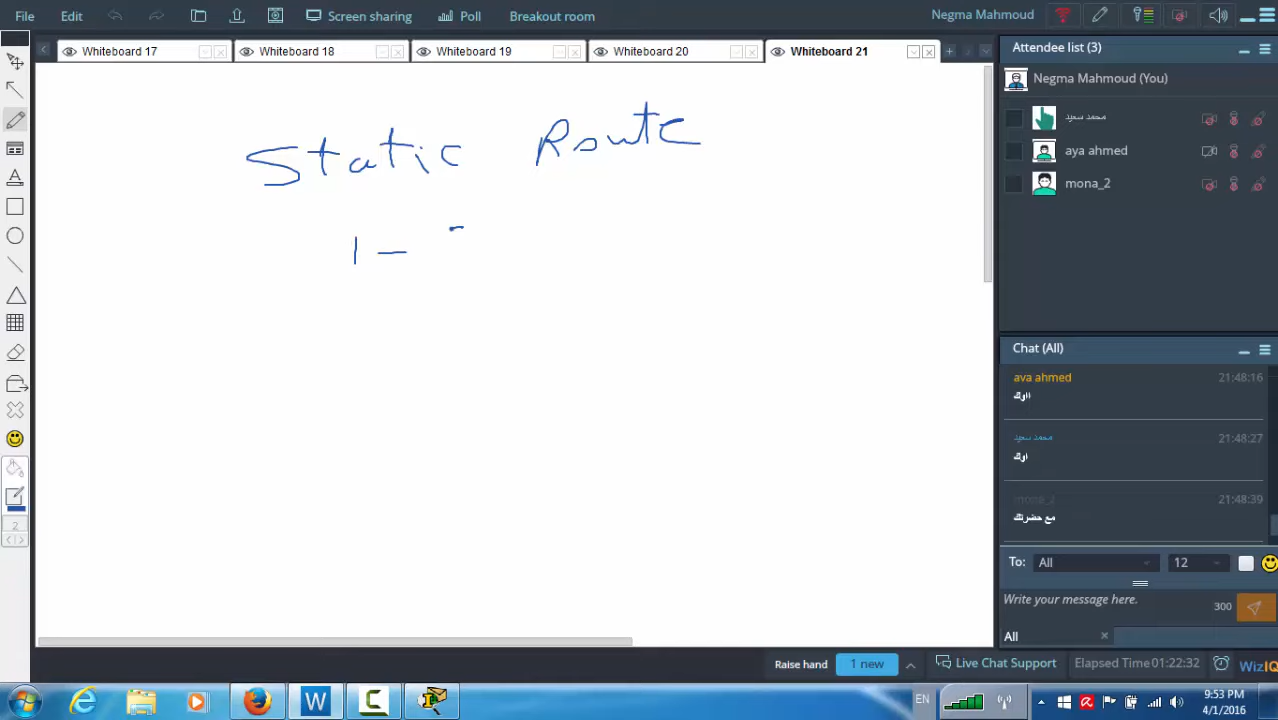 File Edit Screen sharing Poll Breakout room Negma Mahmoud
Whiteboard 17 Whiteboard 18 Whiteboard 19 Whiteboard 20 Whiteboard 21
Static Route
1 -
Attendee list (3)
Negma Mahmoud (You)
محمد سعيد
aya ahmed
mona_2
Chat (All)
aya ahmed 21:48:16
ااوك
محمد سعيد 21:48:27
اوك
mona_2 21:48:39
مع حضرتك
To: All 12
Write your message here. 300
All
2
Raise hand 1 new Live Chat Support Elapsed Time 01:22:32 WizIQ
EN 9:53 PM
4/1/2016